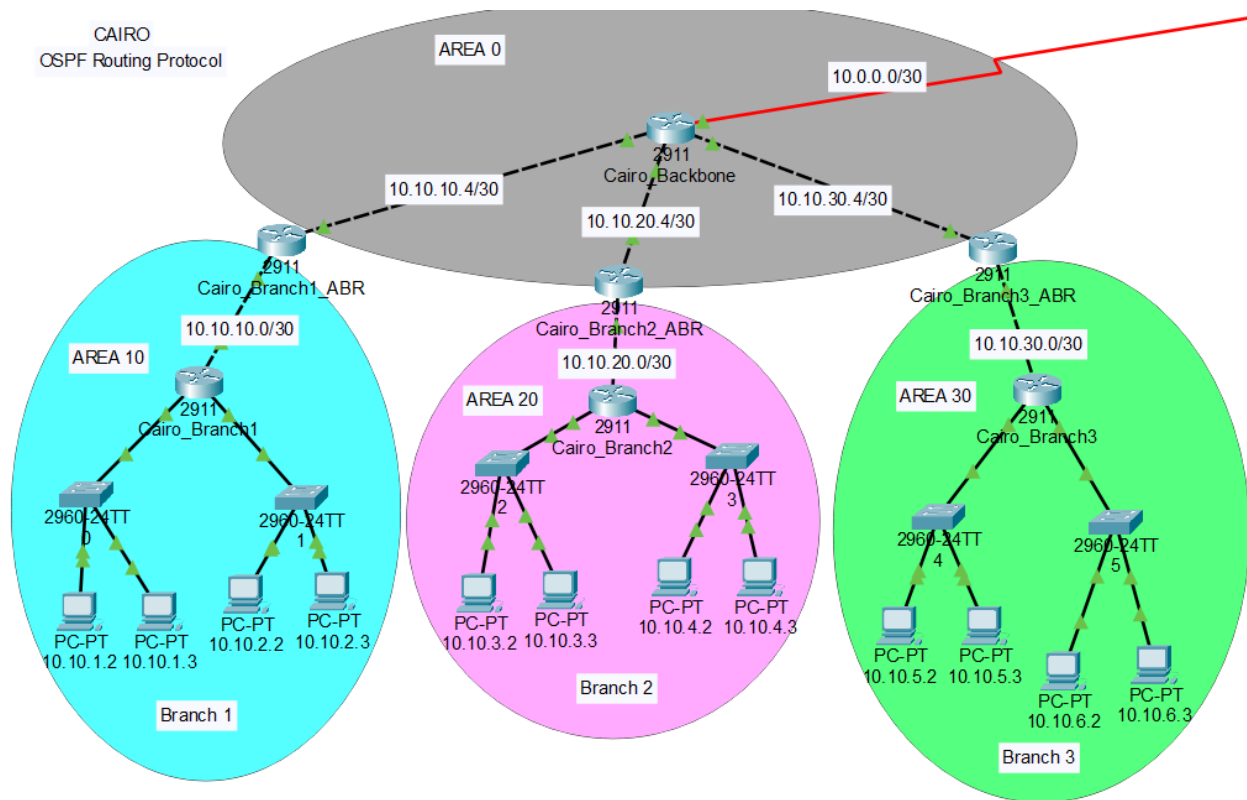 CAIRO
OSPF Routing Protocol
AREA 0
10.0.0.0/30
2911
Cairo_Backbone
10.10.10.4/30
10.10.20.4/30
10.10.30.4/30
2911
Cairo_Branch1_ABR
2911
Cairo_Branch2_ABR
2911
Cairo_Branch3_ABR
10.10.10.0/30
AREA 10
2911
Cairo_Branch1
2960-24TT
0
2960-24TT
1
PC-PT
10.10.1.2
PC-PT
10.10.1.3
PC-PT
10.10.2.2
PC-PT
10.10.2.3
Branch 1
10.10.20.0/30
AREA 20
2911
Cairo_Branch2
2960-24TT
2
2960-24TT
3
PC-PT
10.10.3.2
PC-PT
10.10.3.3
PC-PT
10.10.4.2
PC-PT
10.10.4.3
Branch 2
10.10.30.0/30
AREA 30
2911
Cairo_Branch3
2960-24TT
4
2960-24TT
5
PC-PT
10.10.5.2
PC-PT
10.10.5.3
PC-PT
10.10.6.2
PC-PT
10.10.6.3
Branch 3